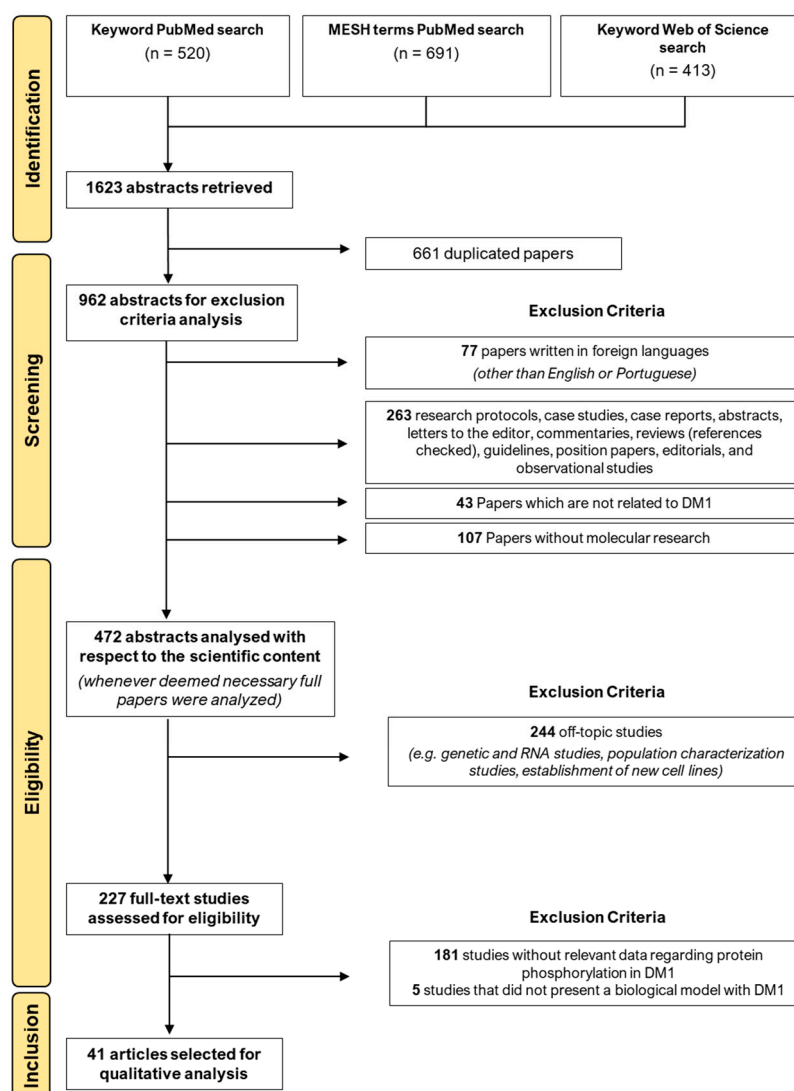 Keyword PubMed search
(n = 520)
MESH terms PubMed search
(n = 691)
Keyword Web of Science
search
(n = 413)
Identification
1623 abstracts retrieved
661 duplicated papers
Screening
962 abstracts for exclusion
criteria analysis
Exclusion Criteria
77 papers written in foreign languages
(other than English or Portuguese)
263 research protocols, case studies, case reports, abstracts,
letters to the editor, commentaries, reviews (references
checked), guidelines, position papers, editorials, and
observational studies
43 Papers which are not related to DM1
107 Papers without molecular research
Eligibility
472 abstracts analysed with
respect to the scientific content
(whenever deemed necessary full
papers were analyzed)
Exclusion Criteria
244 off-topic studies
(e.g. genetic and RNA studies, population characterization
studies, establishment of new cell lines)
227 full-text studies
assessed for eligibility
Exclusion Criteria
181 studies without relevant data regarding protein
phosphorylation in DM1
5 studies that did not present a biological model with DM1
Inclusion
41 articles selected for
qualitative analysis